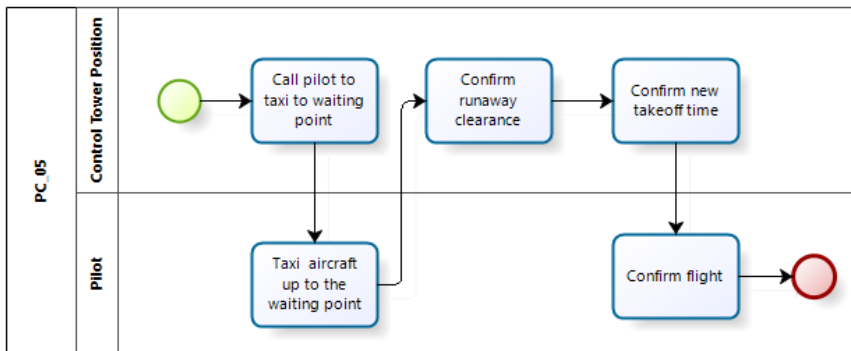 PC_05
Control Tower Position
Call pilot to
taxi to waiting
point
Confirm
runaway
clearance
Confirm new
takeoff time
Pilot
Taxi aircraft
up to the
waiting point
Confirm flight